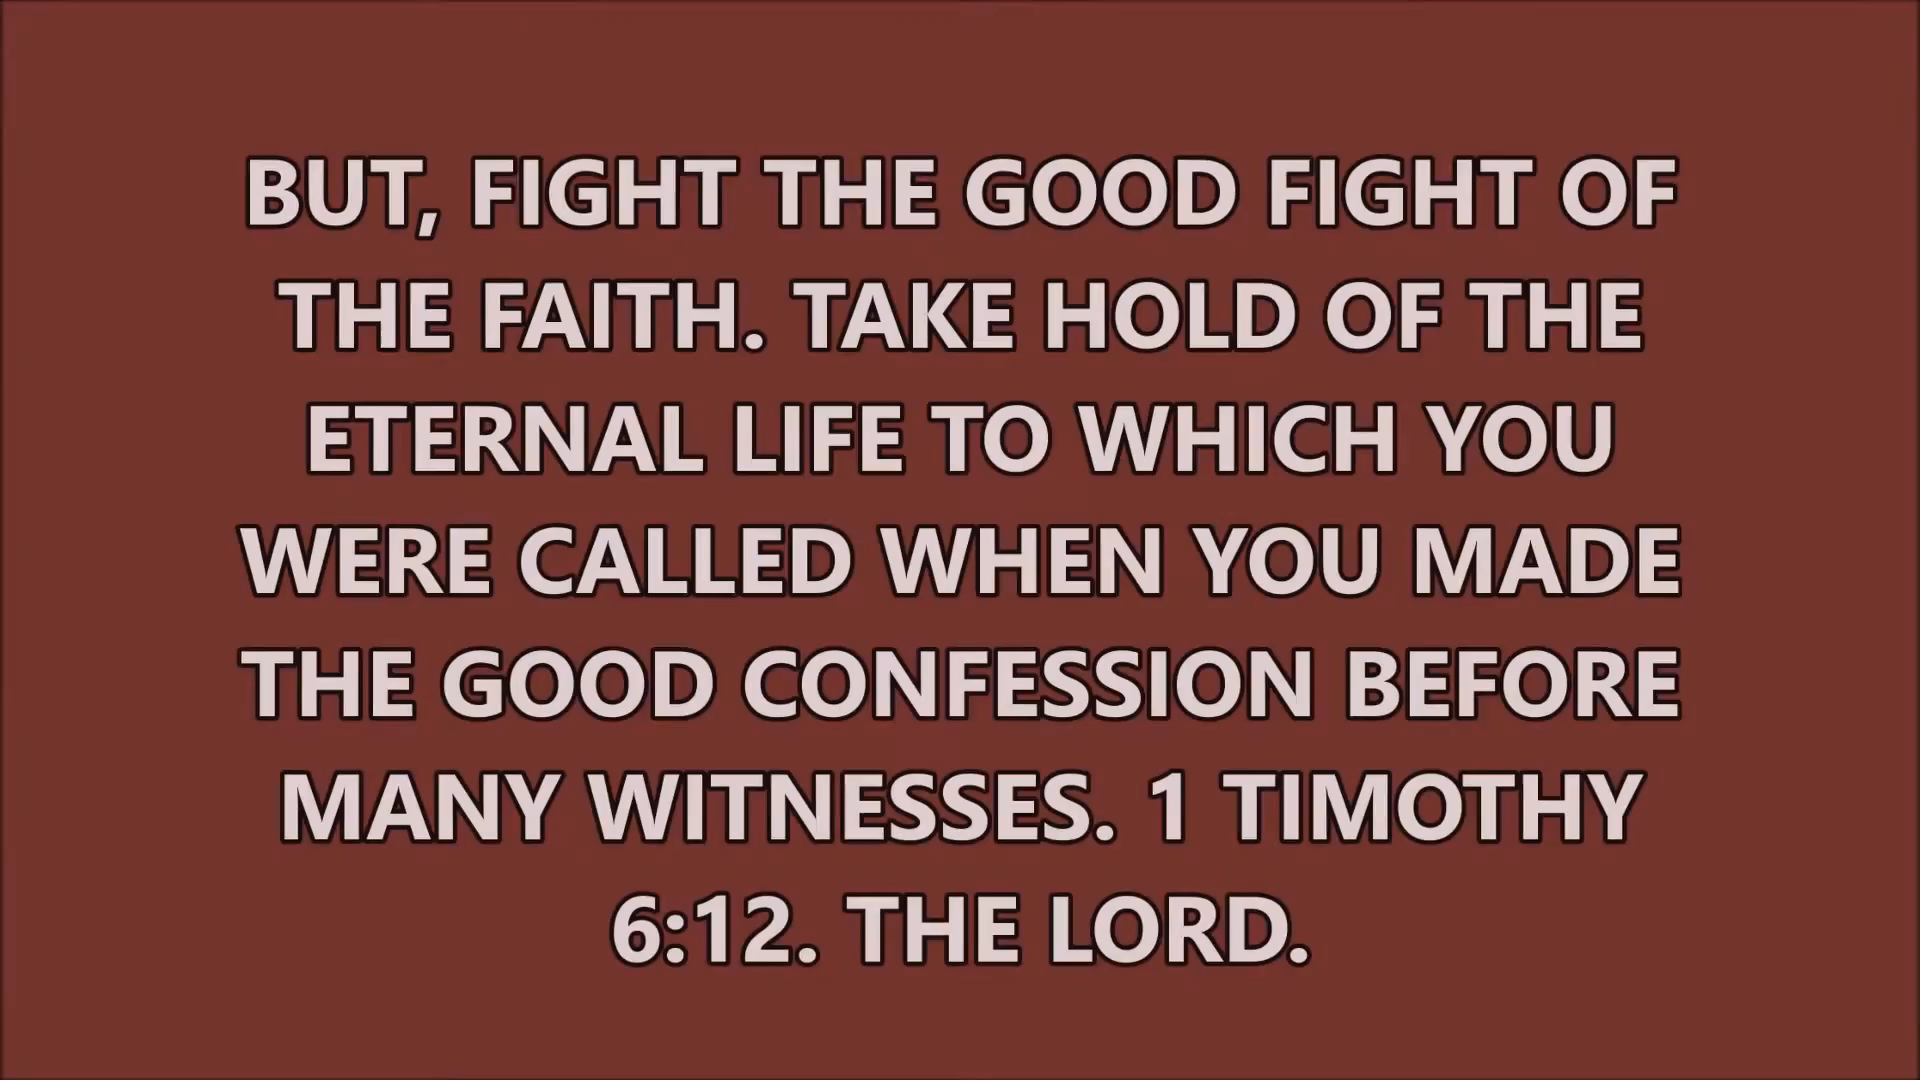 BUT, FIGHT THE GOOD FIGHT OF
THE FAITH. TAKE HOLD OF THE
ETERNAL LIFE TO WHICH YOU
WERE CALLED WHEN YOU MADE
THE GOOD CONFESSION BEFORE
MANY WITNESSES. 1 TIMOTHY
6:12. THE LORD.